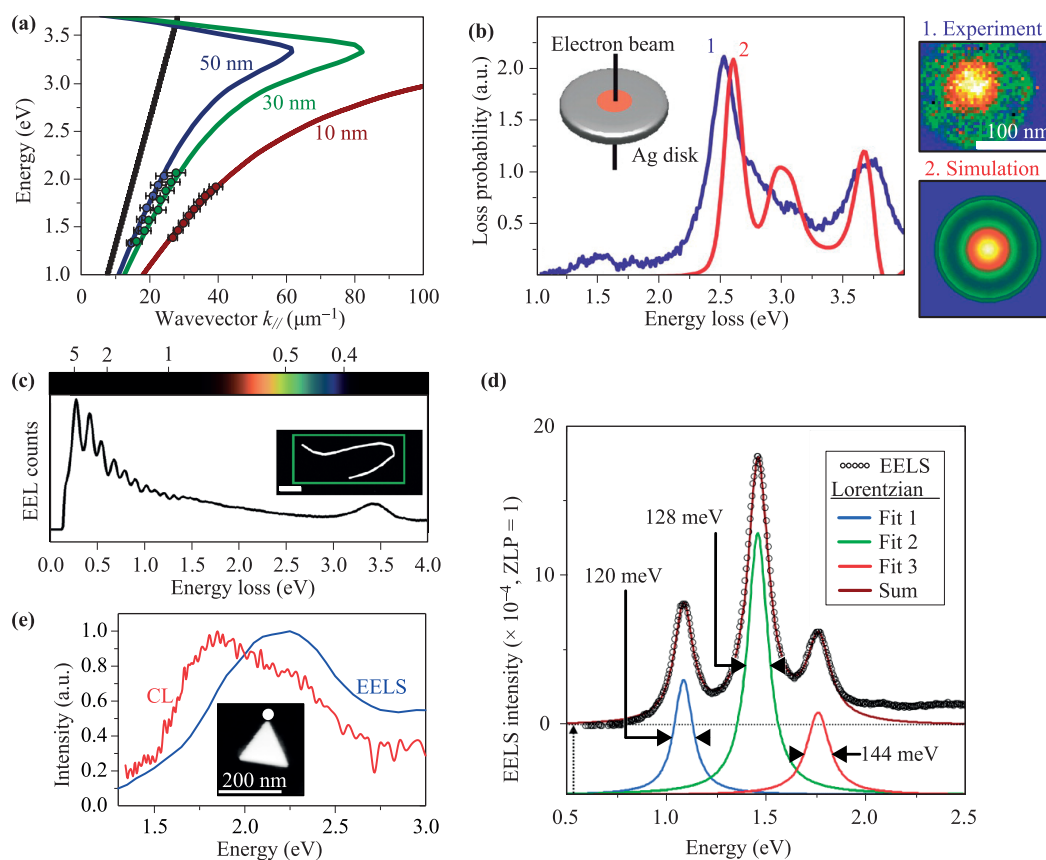 (a)
3.5
3.0
2.5
2.0
1.5
1.0
Energy (eV)
50 nm
30 nm
10 nm
0
20
40
60
80
100
Wavevector k// (μm⁻¹)
(b)
Loss probability (a.u.)
2.0
1.5
1.0
0.5
Electron beam
1
2
Ag disk
1.0
1.5
2.0
2.5
3.0
3.5
Energy loss (eV)
1. Experiment
100 nm
2. Simulation
(c)
5
2
1
0.5
0.4
EEL counts
0
0.5
1.0
1.5
2.0
2.5
3.0
3.5
4.0
Energy loss (eV)
(d)
EELS intensity (× 10⁻⁴, ZLP = 1)
20
10
0
120 meV
128 meV
144 meV
EELS
Lorentzian
Fit 1
Fit 2
Fit 3
Sum
0.5
1.0
1.5
2.0
2.5
Energy (eV)
(e)
Intensity (a.u.)
1.0
0.8
0.6
0.4
0.2
0.0
CL
EELS
200 nm
1.5
2.0
2.5
3.0
Energy (eV)